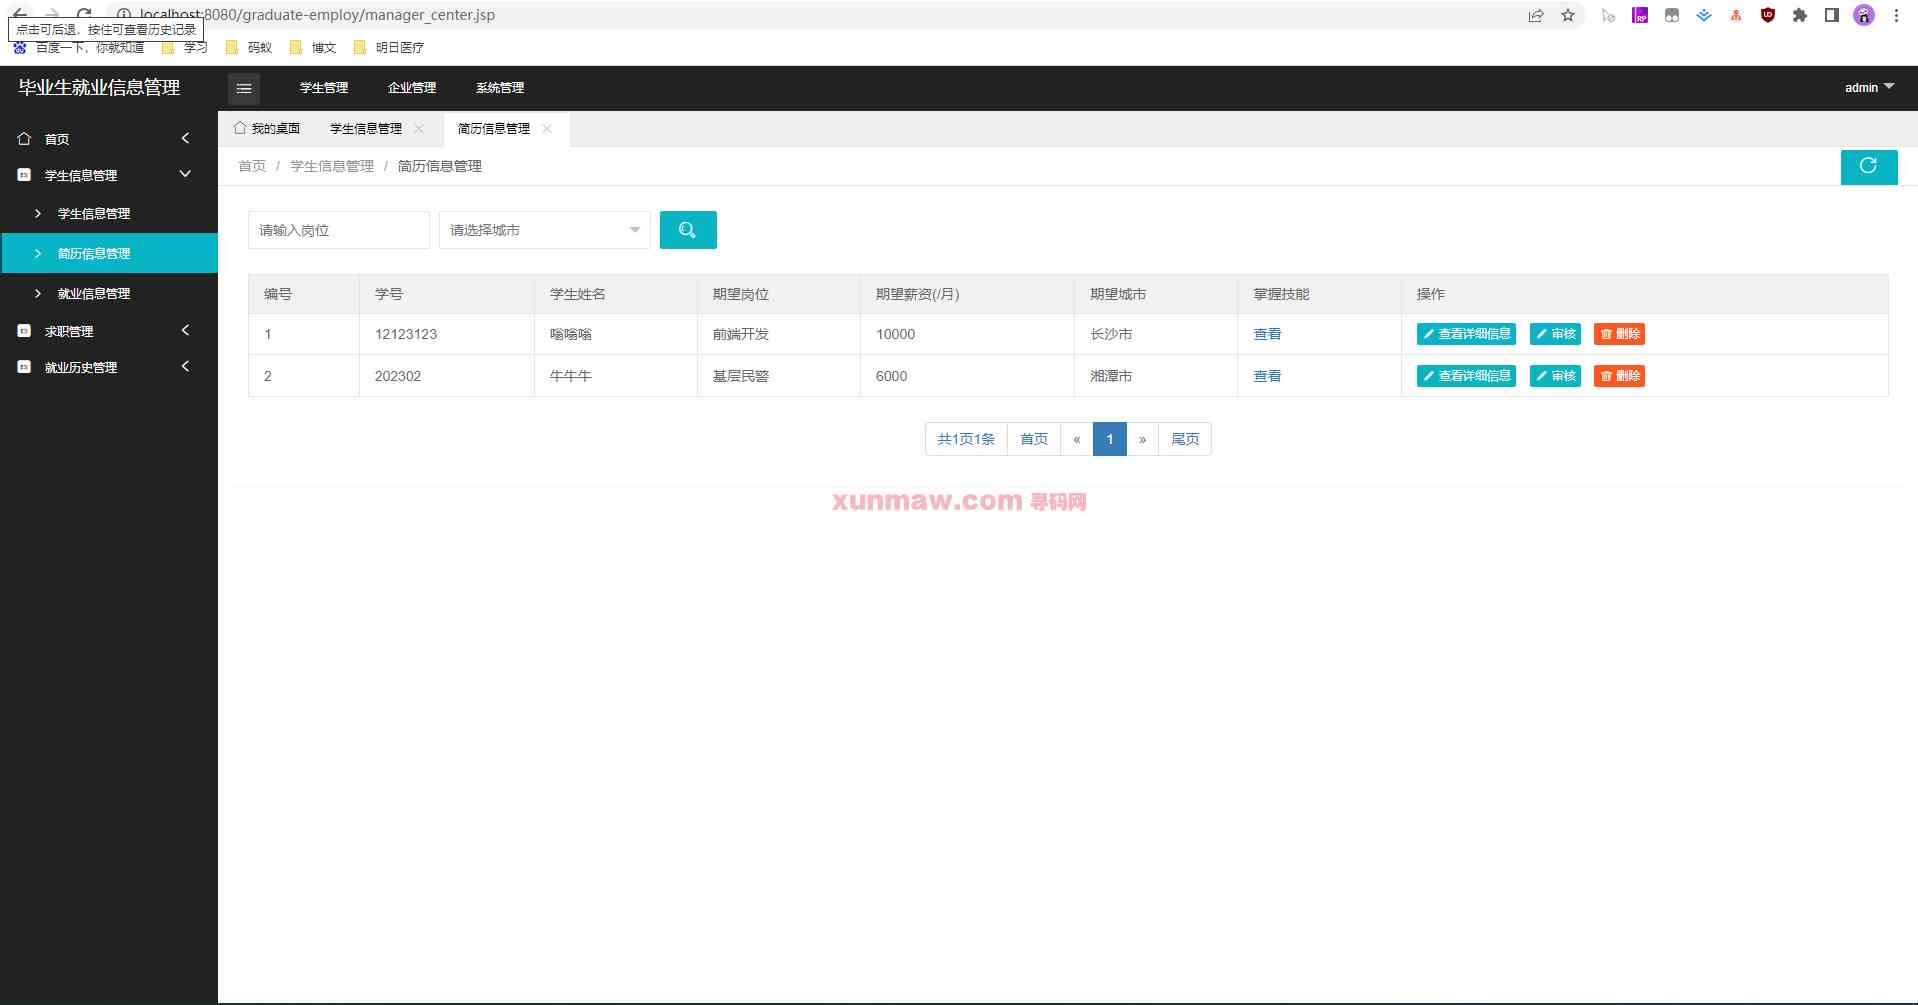 localhost:8080/graduate-employ/manager_center.jsp
点击可后退，按住可查看历史记录
百度一下，你就知道 学习 码蚁 博文 明日医疗
毕业生就业信息管理 学生管理 企业管理 系统管理 admin
我的桌面 学生信息管理 简历信息管理
首页
首页 / 学生信息管理 / 简历信息管理
学生信息管理
学生信息管理
请输入岗位 请选择城市
简历信息管理
就业信息管理
求职管理
就业历史管理
编号 学号 学生姓名 期望岗位 期望薪资(/月) 期望城市 掌握技能 操作
1 12123123 嗡嗡嗡 前端开发 10000 长沙市 查看 查看详细信息 审核 删除
2 202302 牛牛牛 基层民警 6000 湘潭市 查看 查看详细信息 审核 删除
共1页1条 首页 « 1 » 尾页
xunmaw.com 寻码网